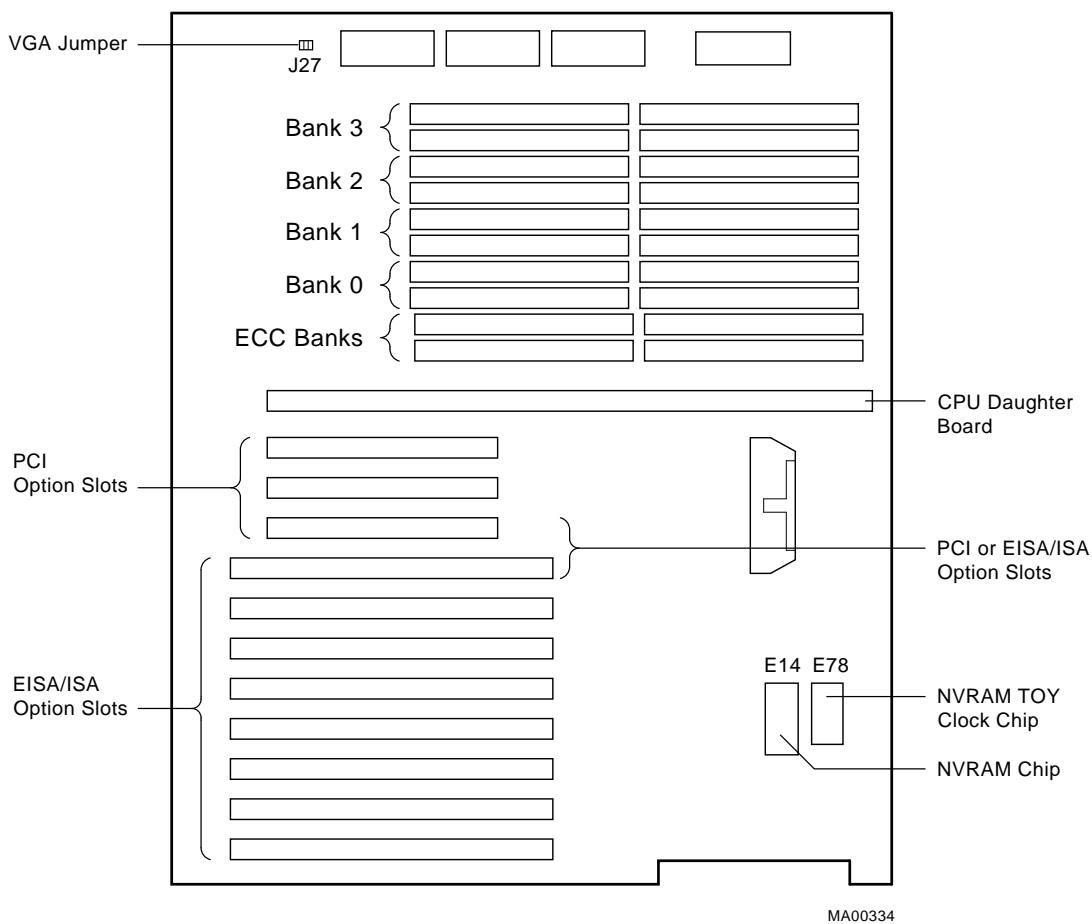 VGA Jumper
J27
Bank 3
Bank 2
Bank 1
Bank 0
ECC Banks
CPU Daughter
Board
PCI
Option Slots
PCI or EISA/ISA
Option Slots
EISA/ISA
Option Slots
E14 E78
NVRAM TOY
Clock Chip
NVRAM Chip
MA00334